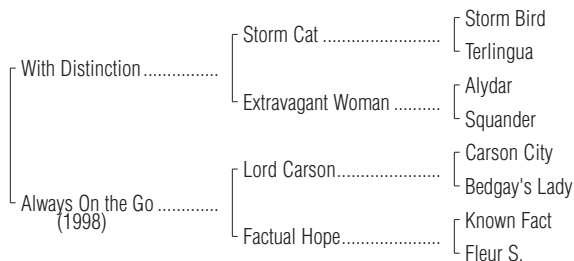 Storm Bird
Storm Cat ........................
Terlingua
With Distinction ...............
Alydar
Extravagant Woman ..........
Squander
Carson City
Lord Carson.....................
Bedgay's Lady
Always On the Go ............
(1998)
Known Fact
Factual Hope....................
Fleur S.